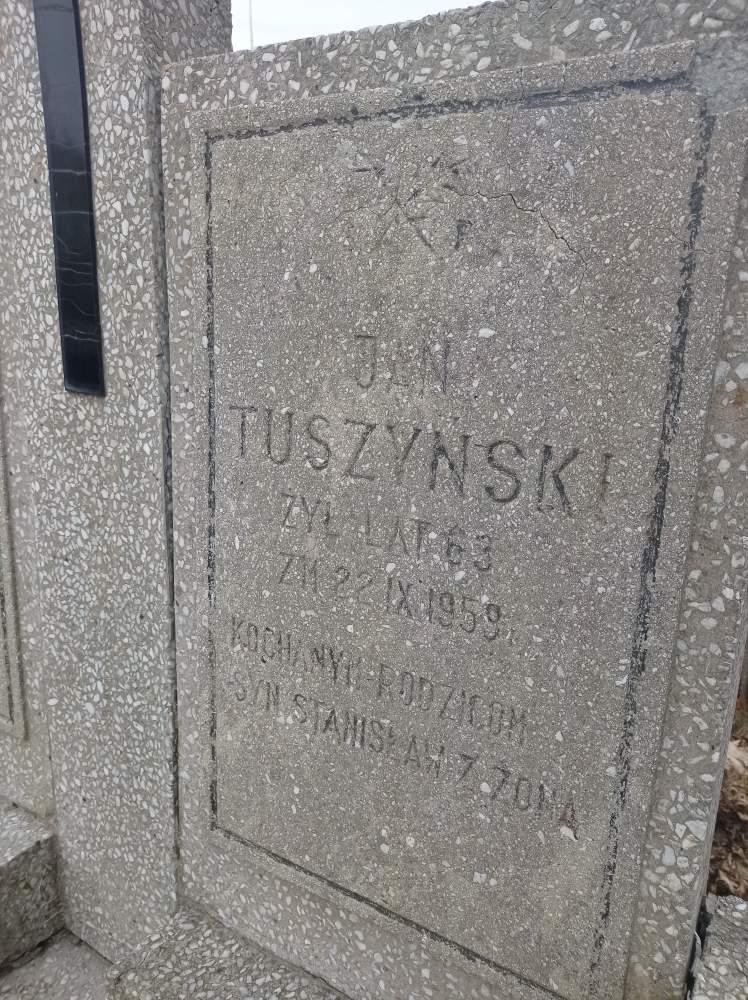 JAN
TUSZYŃSKI
ŻYŁ LAT 63
ZM 22 IX 1959 r.
KOCHANYM RODZICOM
SYN STANISŁAW Z ŻONĄ